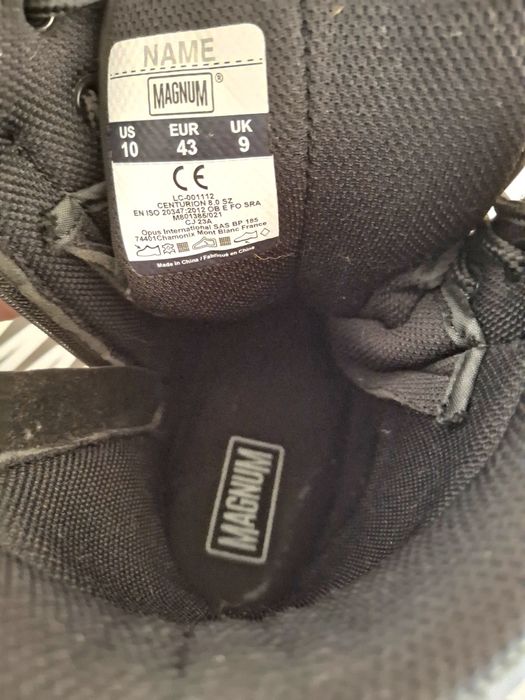 NAME
MAGNUM®
US EUR UK
10 43 9
CE
LC-001112
CENTURION 8.0 SZ
EN ISO 20347:2012 OB E FO SRA
M801386/021
CJ 23A
Opus International SAS BP 185
74401Chamonix Mont Blanc France
Made in China / Fabriqué en Chine
MAGNUM